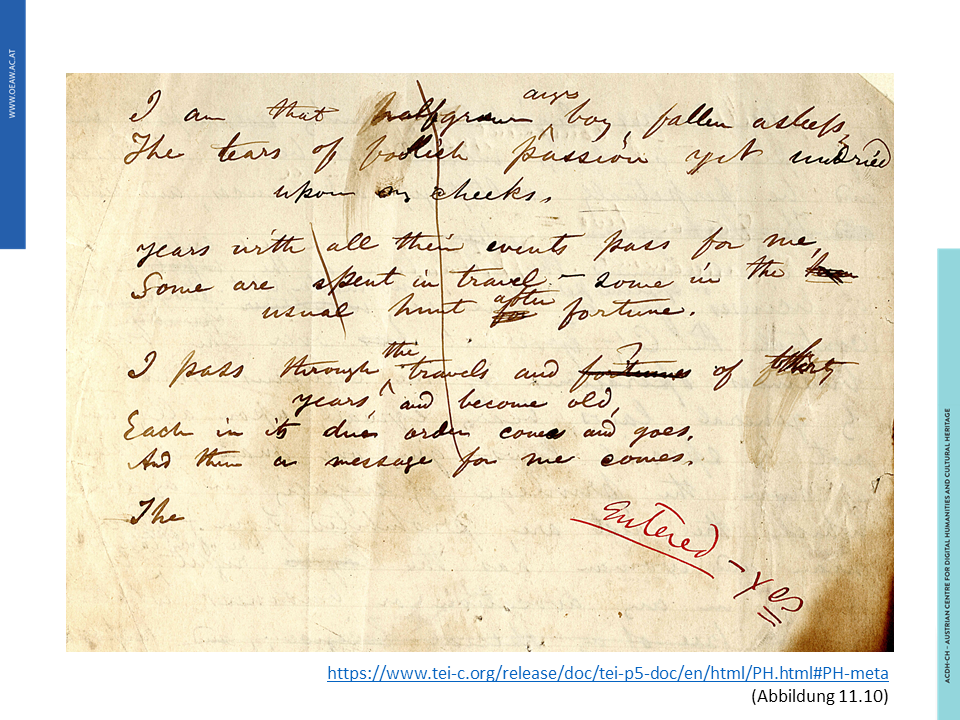 WWW.OEAW.AC.AT
I am that halfgrown angry boy, fallen asleep,
The tears of foolish passion yet undried
upon my cheeks.
years with all their events pass for me,
Some are spent in travel – some in the
usual hunt after for fortune.
I pass through the travels and fortunes of thirty
years, and become old,
Each in its due order comes and goes,
And then a message for me comes.
The
Entered – Yes
https://www.tei-c.org/release/doc/tei-p5-doc/en/html/PH.html#PH-meta
(Abbildung 11.10)
ACDH-CH – AUSTRIAN CENTRE FOR DIGITAL HUMANITIES AND CULTURAL HERITAGE